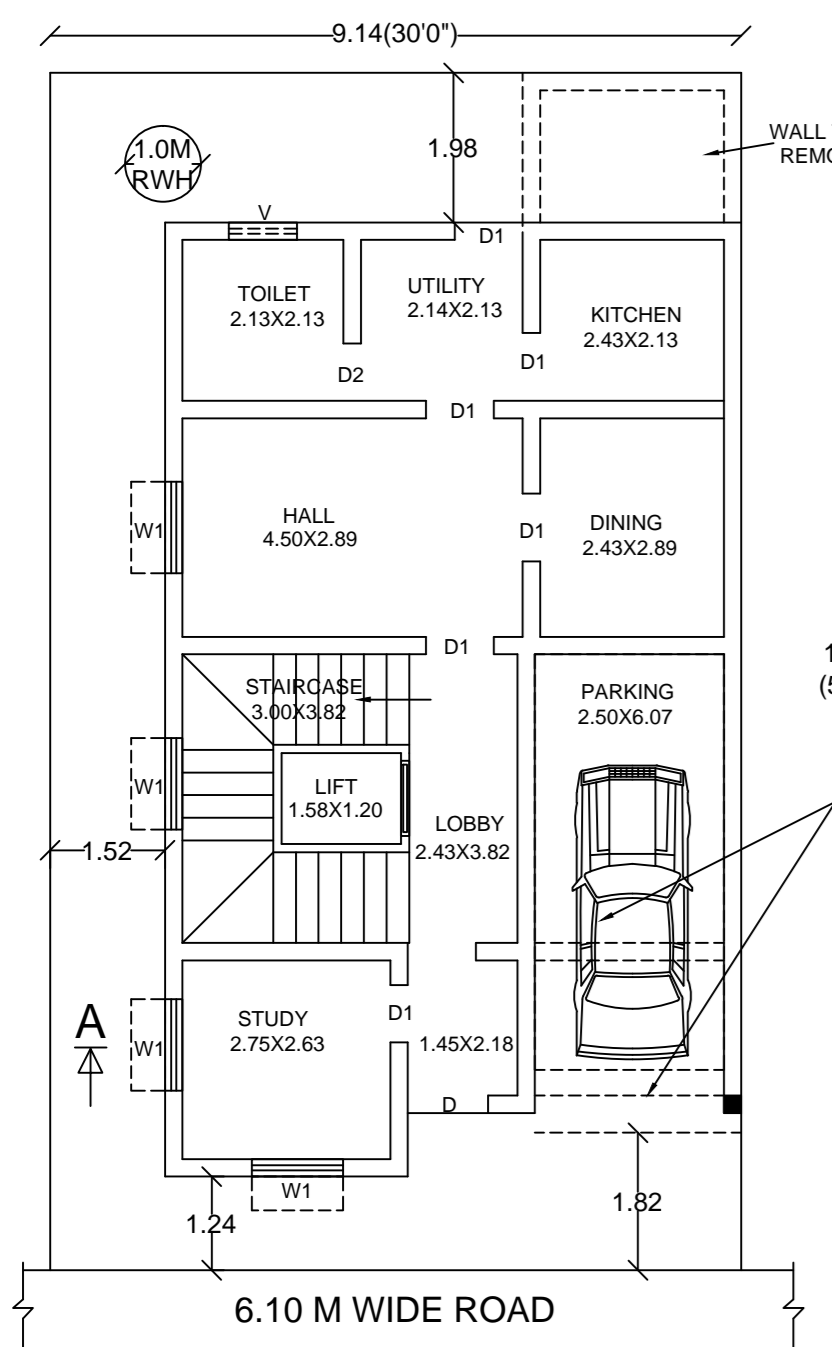 9.14(30'0")
WALL
REMO
1.0M
RWH
1.98
V
D1
TOILET
2.13X2.13
UTILITY
2.14X2.13
KITCHEN
2.43X2.13
D2
D1
D1
HALL
4.50X2.89
DINING
2.43X2.89
W1
D1
D1
STAIRCASE
3.00X3.82
PARKING
2.50X6.07
1
(5
W1
LIFT
1.58X1.20
LOBBY
2.43X3.82
1.52
A
STUDY
2.75X2.63
D1
1.45X2.18
W1
D
W1
1.24
1.82
6.10 M WIDE ROAD